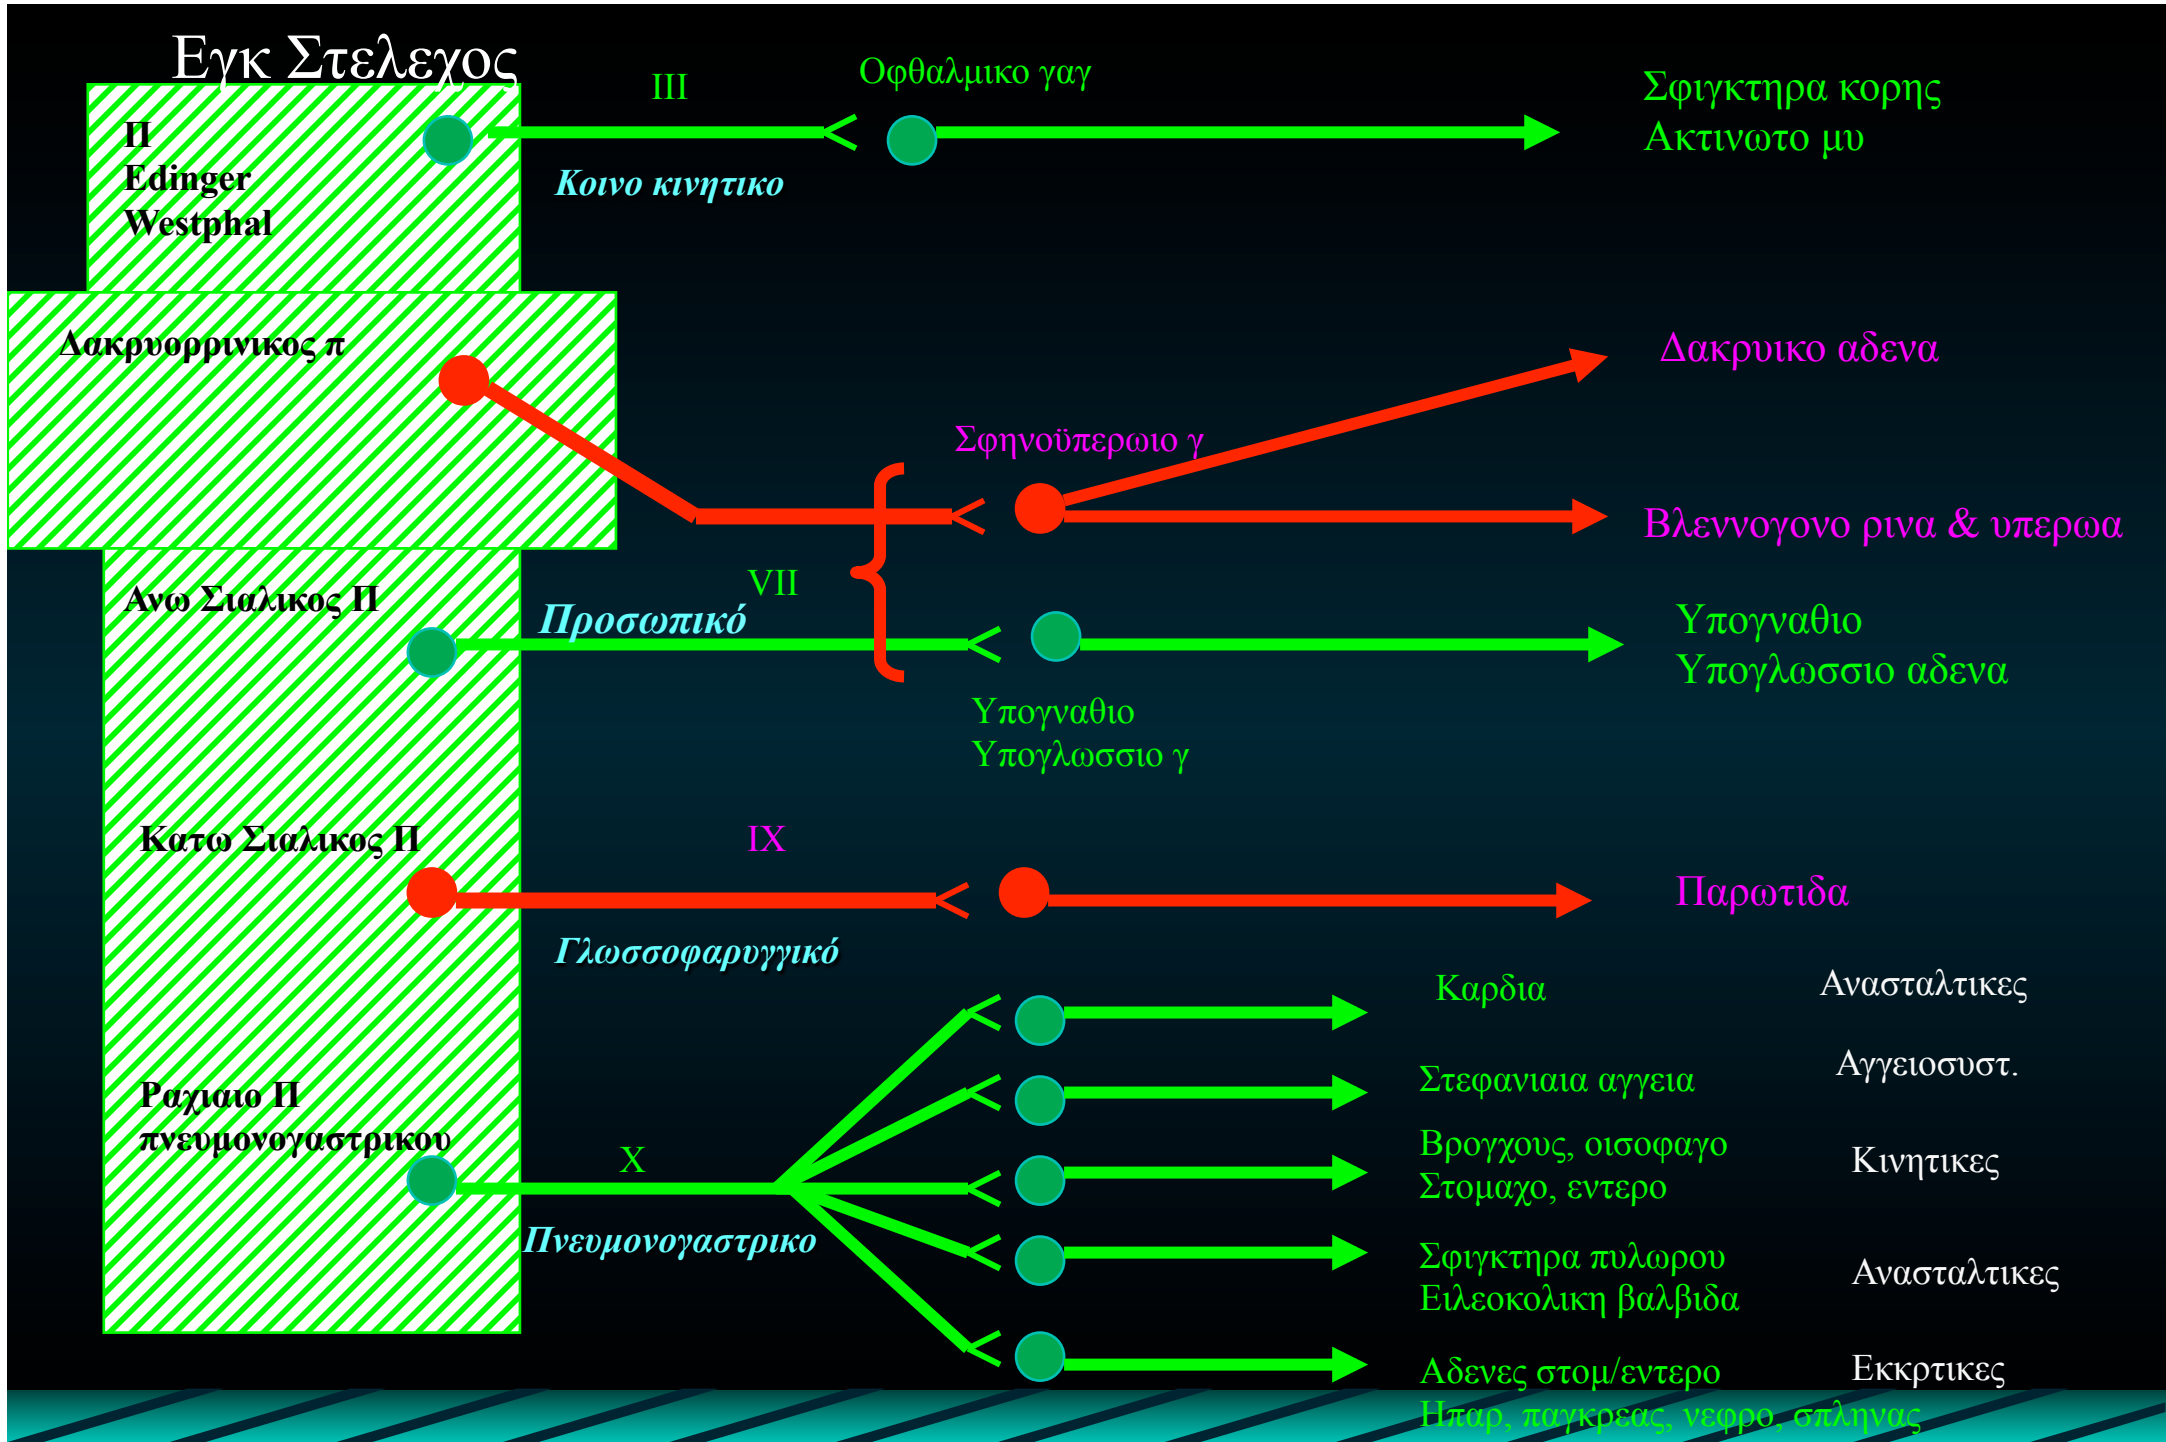 Εγκ Στελεχος
III
Οφθαλμικο γαγ
Σφιγκτηρα κορης
Ακτινωτο μυ
Π
Edinger
Westphal
Κοινο κινητικο
Δακρυορρινικος π
Δακρυικο αδενα
Σφηνοϋπερωιο γ
Βλεννογονο ρινα & υπερωα
VII
Ανω Σιαλικος Π
Προσωπικό
Υπογναθιο
Υπογλωσσιο αδενα
Υπογναθιο
Υπογλωσσιο γ
Κατω Σιαλικος Π
IX
Παρωτιδα
Γλωσσοφαρυγγικό
Καρδια
Ανασταλτικες
Στεφανιαια αγγεια
Αγγειοσυστ.
Ραχιαιο Π
πνευμονογαστρικου
X
Βρογχους, οισοφαγο
Στομαχο, εντερο
Κινητικες
Πνευμονογαστρικο
Σφιγκτηρα πυλωρου
Ειλεοκολικη βαλβιδα
Ανασταλτικες
Αδενες στομ/εντερο
Ηπαρ, παγκρεας, νεφρο, σπληνας
Εκκρτικες